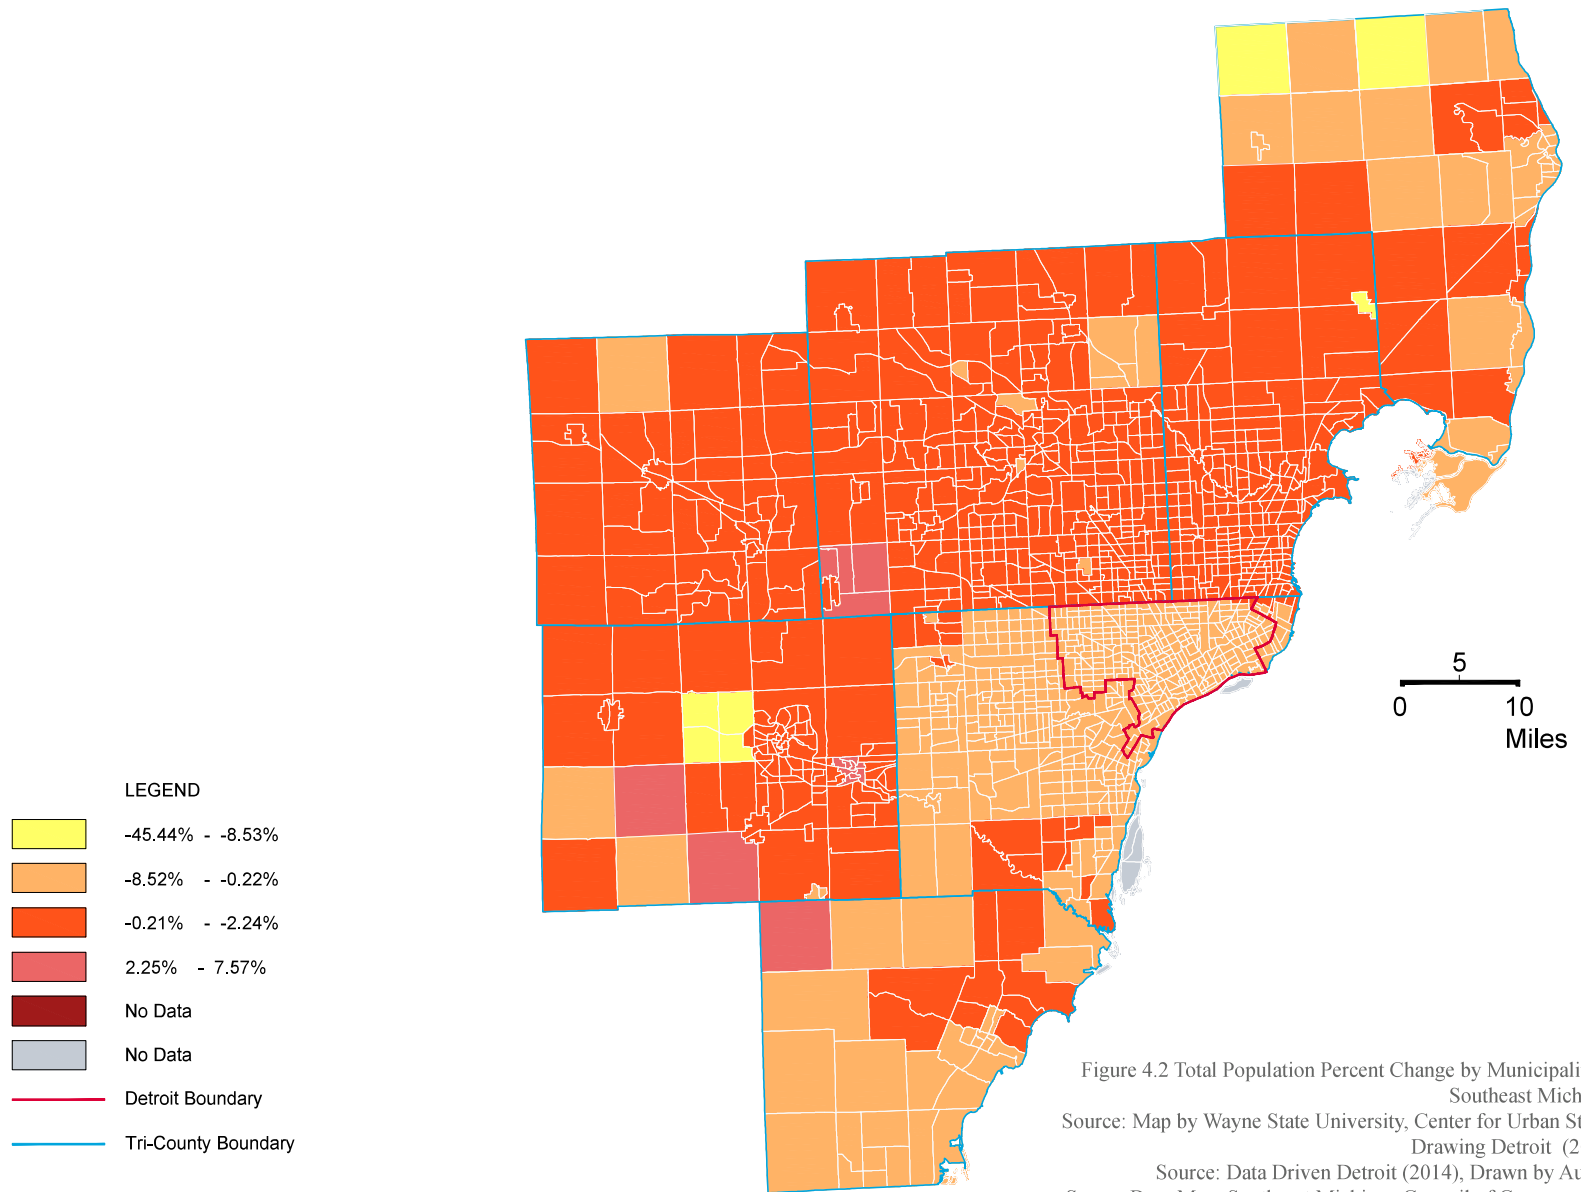 5
0 10
Miles
LEGEND
-45.44% - -8.53%
-8.52% - -0.22%
-0.21% - -2.24%
2.25% - 7.57%
No Data
No Data
Detroit Boundary
Tri-County Boundary
Figure 4.2 Total Population Percent Change by Municipali
Southeast Mich
Source: Map by Wayne State University, Center for Urban St
Drawing Detroit (2
Source: Data Driven Detroit (2014), Drawn by Au